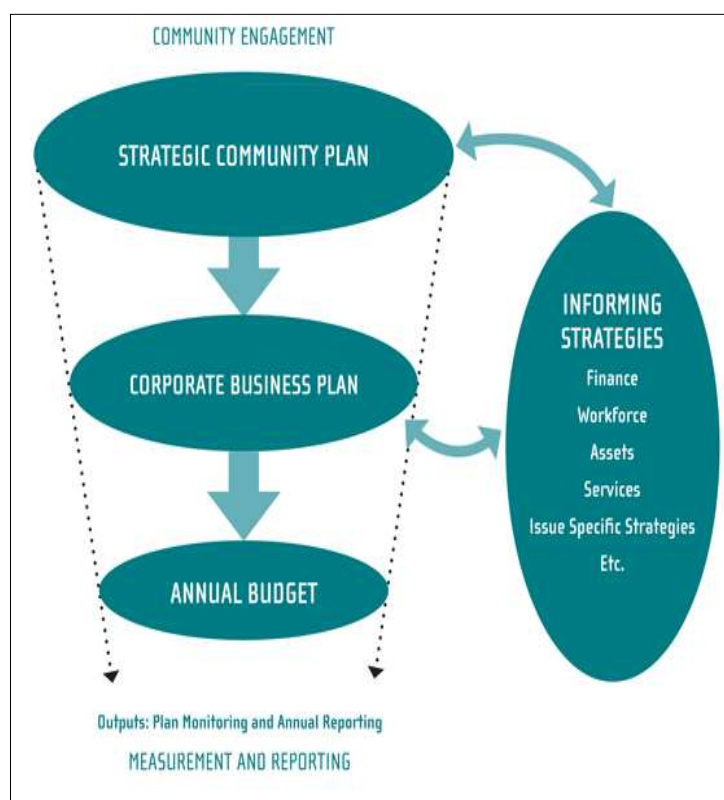 COMMUNITY ENGAGEMENT
STRATEGIC COMMUNITY PLAN
CORPORATE BUSINESS PLAN
ANNUAL BUDGET
INFORMING
STRATEGIES
Finance
Workforce
Assets
Services
Issue Specific Strategies
Etc.
Outputs: Plan Monitoring and Annual Reporting
MEASUREMENT AND REPORTING